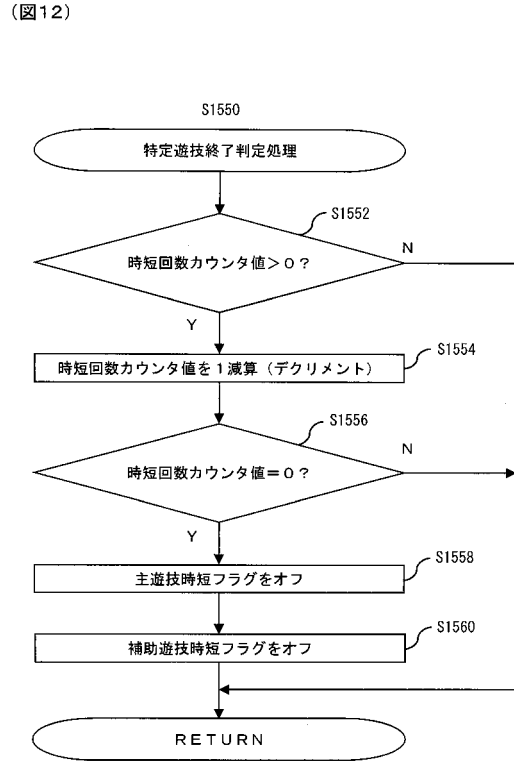 (図12)
S1550
特定遊技終了判定処理
S1552
時短回数カウンタ値＞０？
N
Y
S1554
時短回数カウンタ値を１減算（デクリメント）
S1556
時短回数カウンタ値＝０？
N
Y
S1558
主遊技時短フラグをオフ
S1560
補助遊技時短フラグをオフ
ＲＥＴＵＲＮ